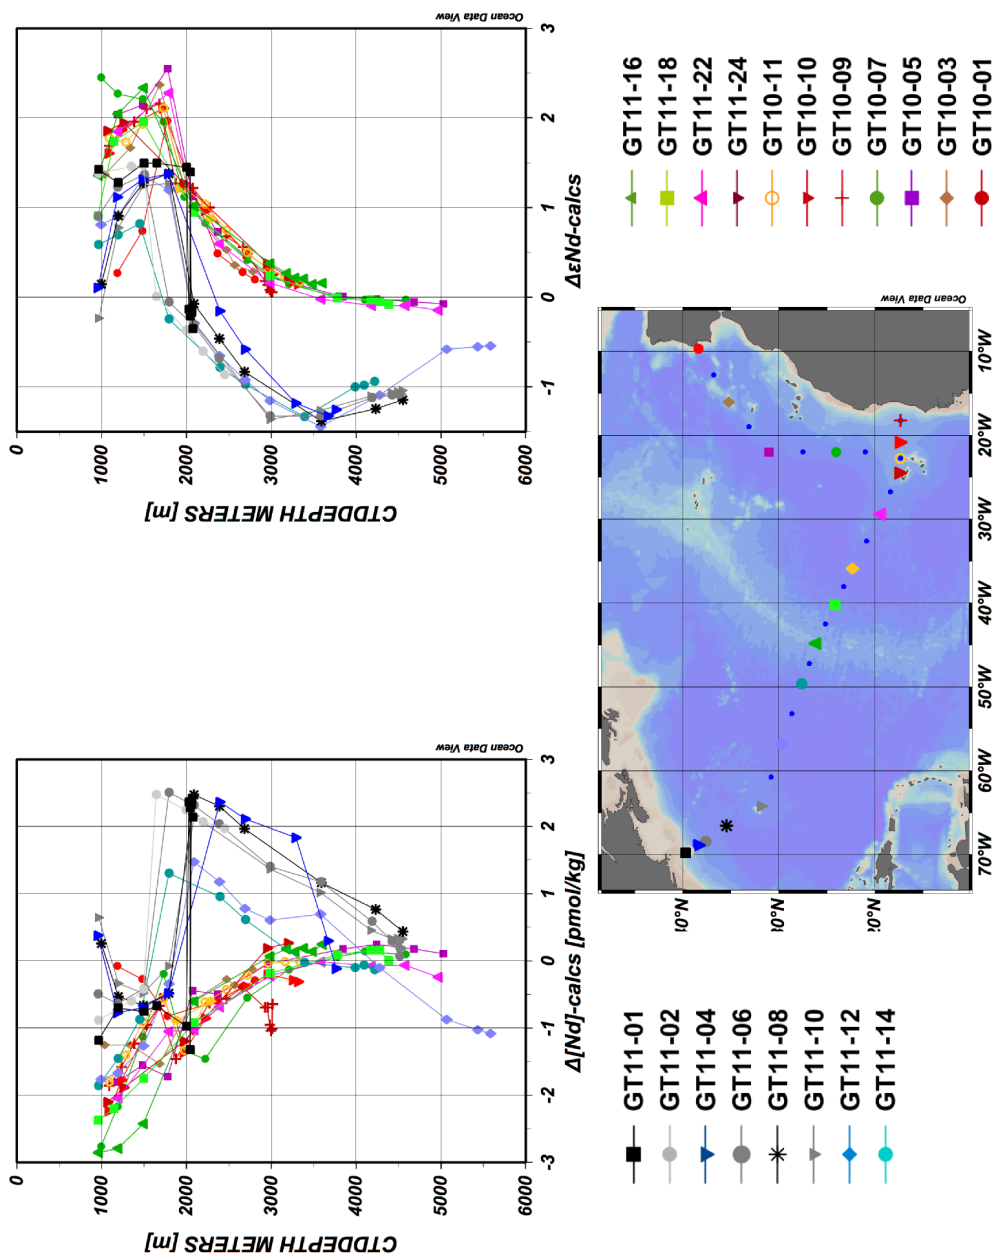 0
1000
2000
3000
4000
5000
6000
CTDDEPTH METERS [m]
-3
-2
-1
0
1
2
3
Δ[Nd]-calcs [pmol/kg]
Ocean Data View
0
1000
2000
3000
4000
5000
6000
CTDDEPTH METERS [m]
-1
0
1
2
3
ΔεNd-calcs
Ocean Data View
GT11-01
GT11-02
GT11-04
GT11-06
GT11-08
GT11-10
GT11-12
GT11-14
0°N
0°N
0°N
70°W
60°W
50°W
40°W
30°W
20°W
10°W
Ocean Data View
GT11-16
GT11-18
GT11-22
GT11-24
GT10-11
GT10-10
GT10-09
GT10-07
GT10-05
GT10-03
GT10-01